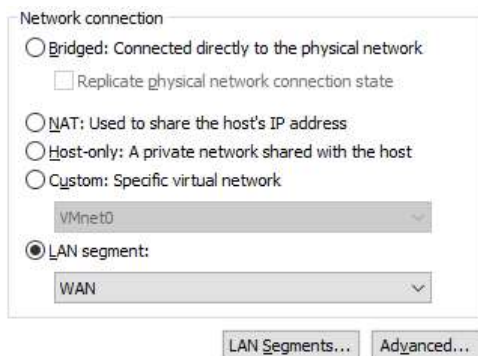 Network connection
Bridged: Connected directly to the physical network
Replicate physical network connection state
NAT: Used to share the host's IP address
Host-only: A private network shared with the host
Custom: Specific virtual network
VMnet0
LAN segment:
WAN
LAN Segments... Advanced...